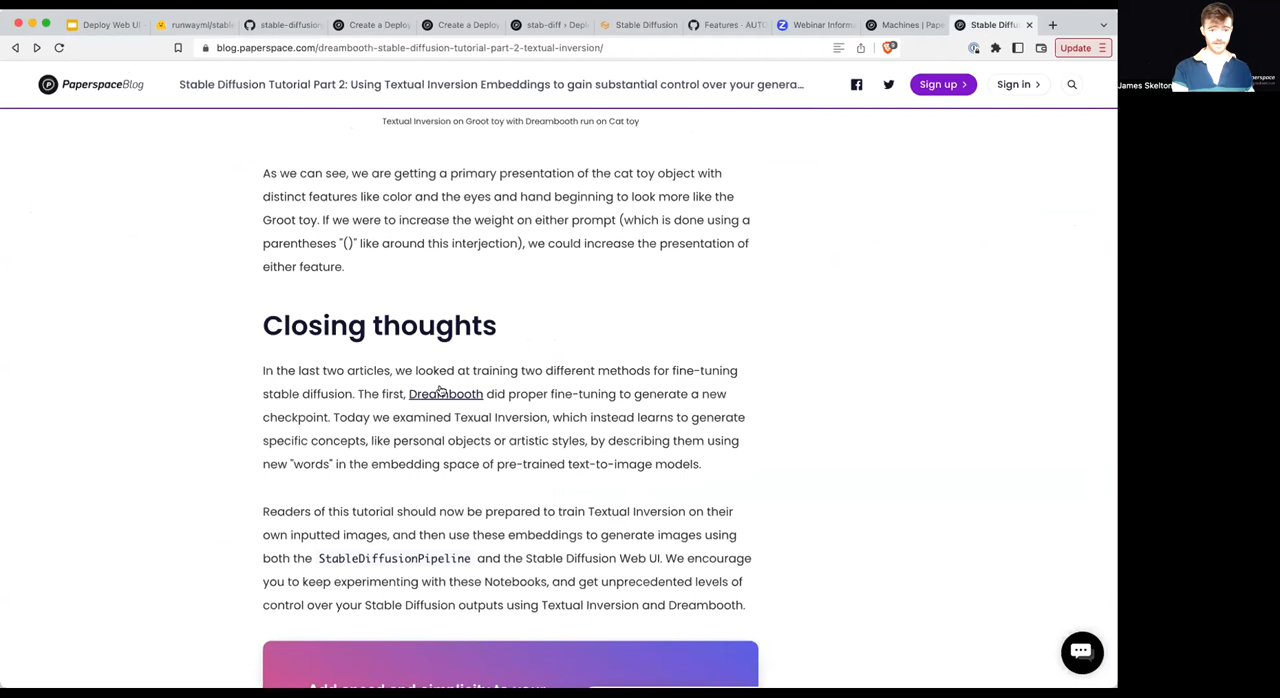 Deploy Web UI
runwayml/stable
stable-diffusion
Create a Deploy
Create a Deploy
stab-diff › Depl
Stable Diffusion
Features · AUTO
Webinar Informa
Machines | Pape
Stable Diffu
blog.paperspace.com/dreambooth-stable-diffusion-tutorial-part-2-textual-inversion/
Update
James Skelton
PaperspaceBlog
Stable Diffusion Tutorial Part 2: Using Textual Inversion Embeddings to gain substantial control over your genera...
Sign up
Sign in
Textual Inversion on Groot toy with Dreambooth run on Cat toy
As we can see, we are getting a primary presentation of the cat toy object with
distinct features like color and the eyes and hand beginning to look more like the
Groot toy. If we were to increase the weight on either prompt (which is done using a
parentheses "()" like around this interjection), we could increase the presentation of
either feature.
Closing thoughts
In the last two articles, we looked at training two different methods for fine-tuning
stable diffusion. The first, Dreambooth did proper fine-tuning to generate a new
checkpoint. Today we examined Texual Inversion, which instead learns to generate
specific concepts, like personal objects or artistic styles, by describing them using
new "words" in the embedding space of pre-trained text-to-image models.
Readers of this tutorial should now be prepared to train Textual Inversion on their
own inputted images, and then use these embeddings to generate images using
both the StableDiffusionPipeline and the Stable Diffusion Web UI. We encourage
you to keep experimenting with these Notebooks, and get unprecedented levels of
control over your Stable Diffusion outputs using Textual Inversion and Dreambooth.